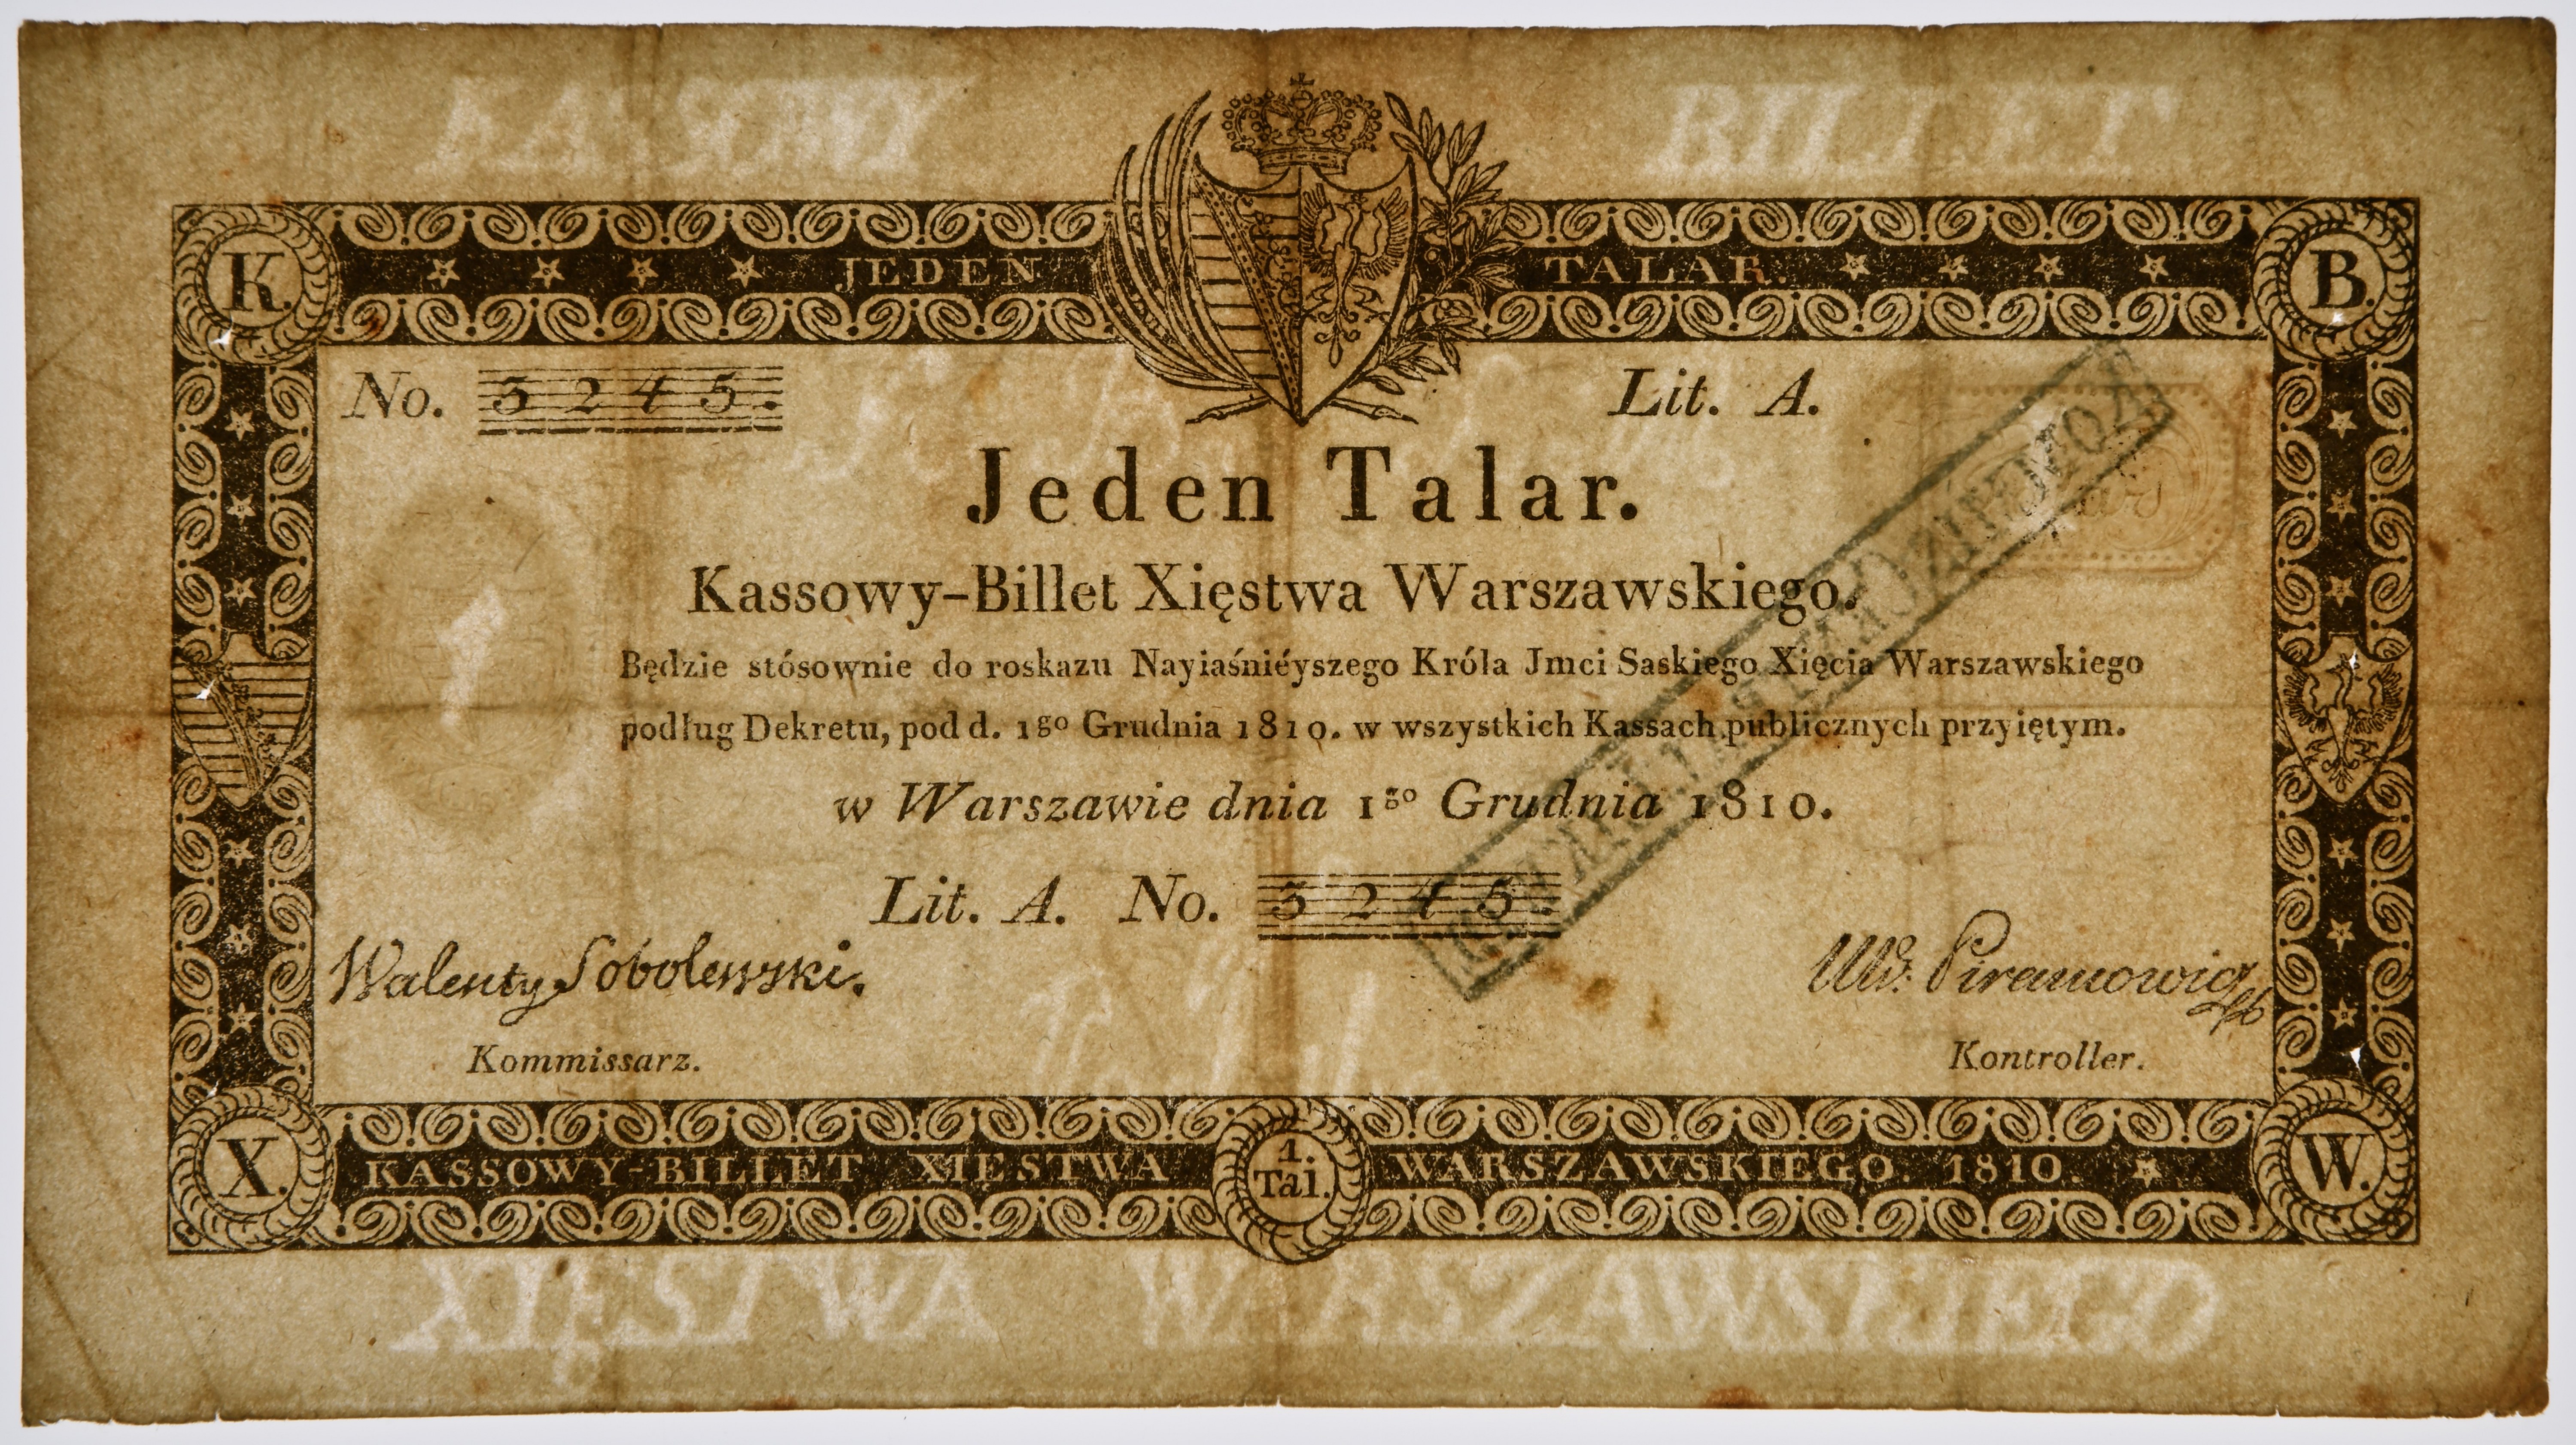 BILLET
K. JEDEN TALAR. B.
No. 3245. Lit. A.
Jeden Talar.
Kassowy-Billet Xięstwa Warszawskiego.
Będzie stósownie do roskazu Nayiaśniéyszego Króla Jmci Saskiego Xięcia Warszawskiego
podług Dekretu, pod d. 1go Grudnia 1810. w wszystkich Kassach publicznych przyiętym.
w Warszawie dnia 1go Grudnia 1810.
Lit. A. No. 3245.
Walenty Sobolewski.
Kommissarz. Kontroller.
X. KASSOWY-BILLET XIĘSTWA 1. Tal. WARSZAWSKIEGO. 1810. W.
XIĘSTWA WARSZAWSKIEGO